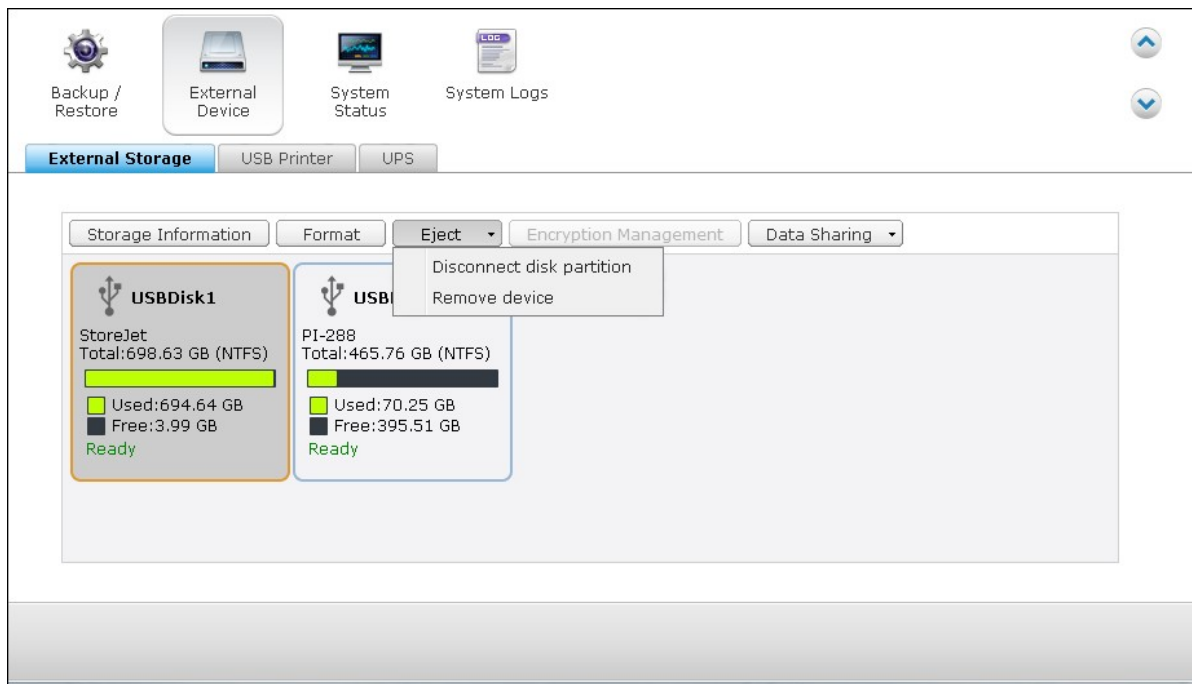 LOG
Backup /
Restore
External
Device
System
Status
System Logs
External Storage
USB Printer
UPS
Storage Information
Format
Eject
Encryption Management
Data Sharing
Disconnect disk partition
Remove device
USBDisk1
StoreJet
Total:698.63 GB (NTFS)
Used:694.64 GB
Free:3.99 GB
Ready
PI-288
Total:465.76 GB (NTFS)
Used:70.25 GB
Free:395.51 GB
Ready